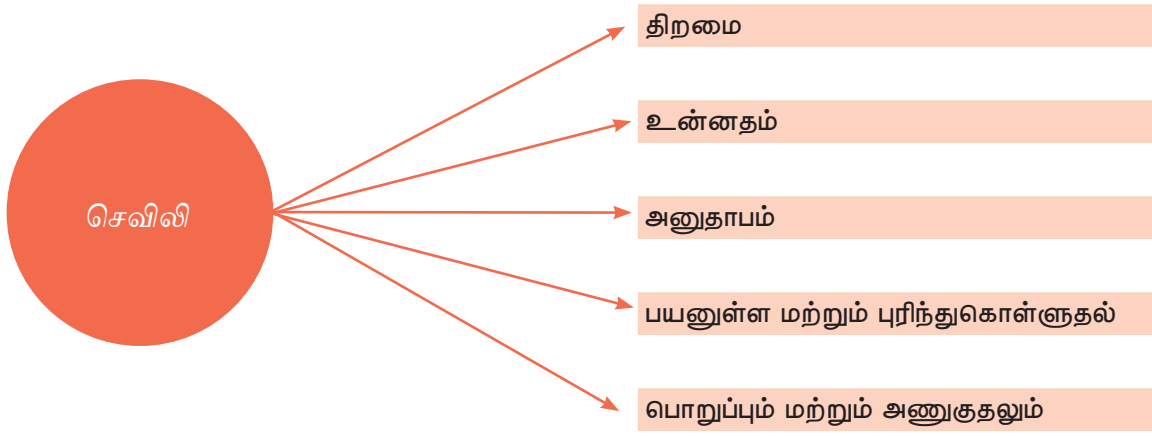 திறமை
உன்னதம்
செவிலி
அனுதாபம்
பயனுள்ள மற்றும் புரிந்துகொள்ளுதல்
பொறுப்பும் மற்றும் அணுகுதலும்